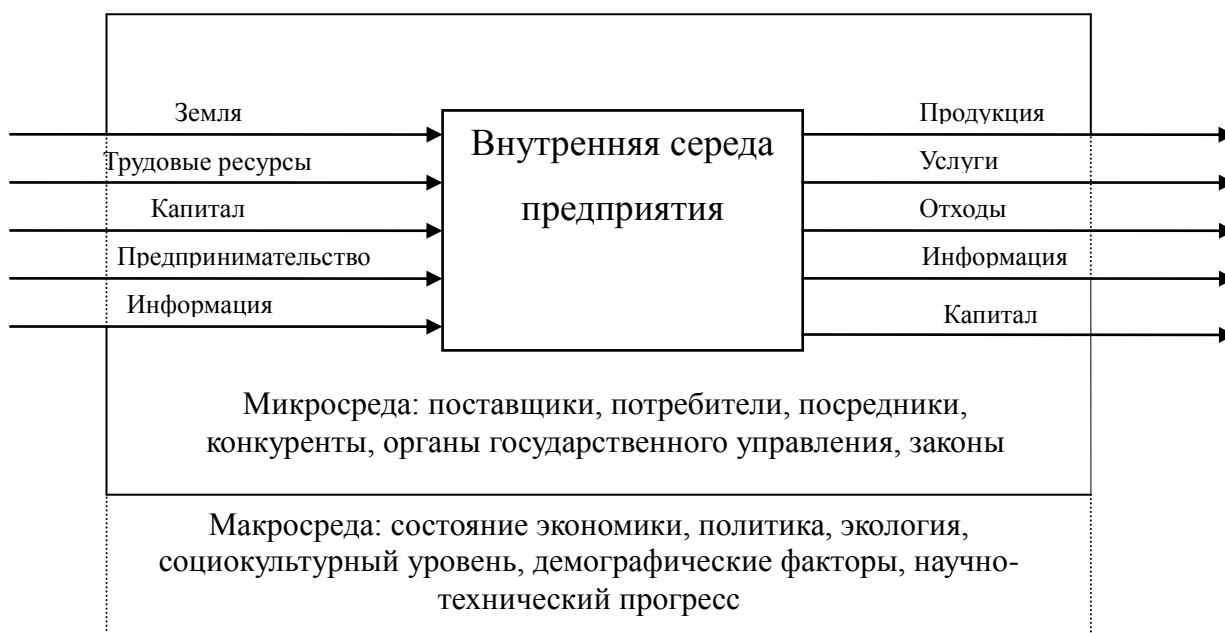 Земля
Трудовые ресурсы
Капитал
Предпринимательство
Информация
Внутренняя середа
предприятия
Продукция
Услуги
Отходы
Информация
Капитал
Микросреда: поставщики, потребители, посредники,
конкуренты, органы государственного управления, законы
Макросреда: состояние экономики, политика, экология,
социокультурный уровень, демографические факторы, научно-
технический прогресс